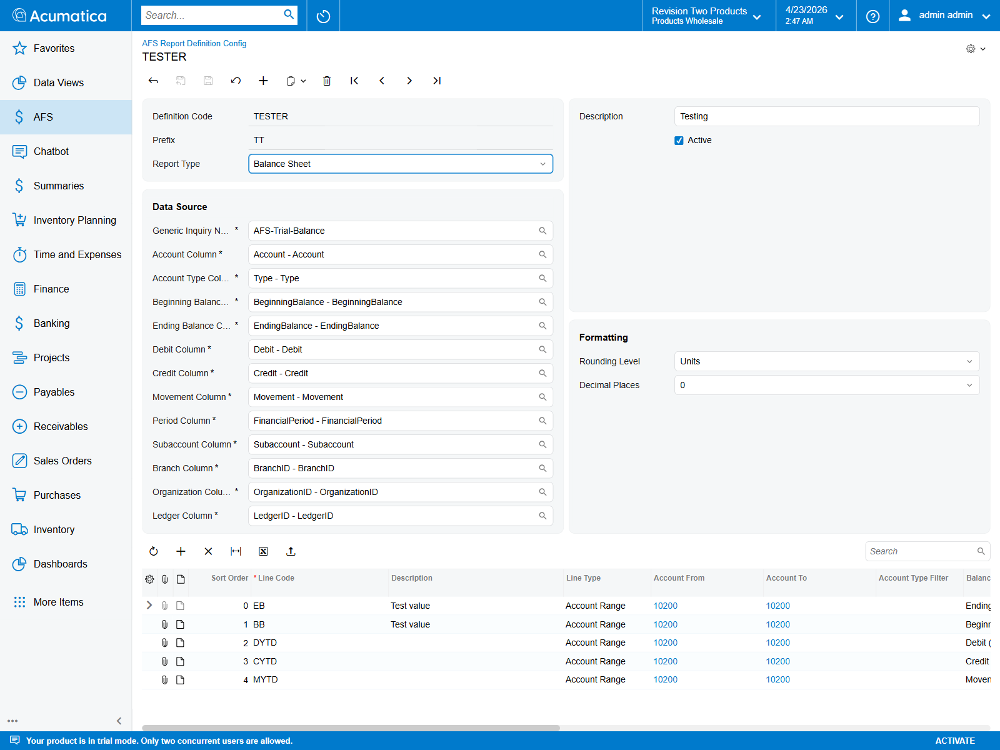 Acumatica
Search...
Revision Two Products
Products Wholesale
4/23/2026
2:47 AM
admin admin
Favorites
Data Views
AFS
Chatbot
Summaries
Inventory Planning
Time and Expenses
Finance
Banking
Projects
Payables
Receivables
Sales Orders
Purchases
Inventory
Dashboards
More Items
AFS Report Definition Config
TESTER
Definition Code TESTER
Prefix TT
Report Type Balance Sheet
Description Testing
Active
Data Source
Generic Inquiry N... * AFS-Trial-Balance
Account Column * Account - Account
Account Type Col... * Type - Type
Beginning Balanc... * BeginningBalance - BeginningBalance
Ending Balance C... * EndingBalance - EndingBalance
Debit Column * Debit - Debit
Credit Column * Credit - Credit
Movement Column * Movement - Movement
Period Column * FinancialPeriod - FinancialPeriod
Subaccount Column * Subaccount - Subaccount
Branch Column * BranchID - BranchID
Organization Colu... * OrganizationID - OrganizationID
Ledger Column * LedgerID - LedgerID
Formatting
Rounding Level Units
Decimal Places 0
Search
Sort Order * Line Code Description Line Type Account From Account To Account Type Filter Balanc
0 EB Test value Account Range 10200 10200 Ending
1 BB Test value Account Range 10200 10200 Beginn
2 DYTD Account Range 10200 10200 Debit (
3 CYTD Account Range 10200 10200 Credit
4 MYTD Account Range 10200 10200 Movem
Your product is in trial mode. Only two concurrent users are allowed.
ACTIVATE